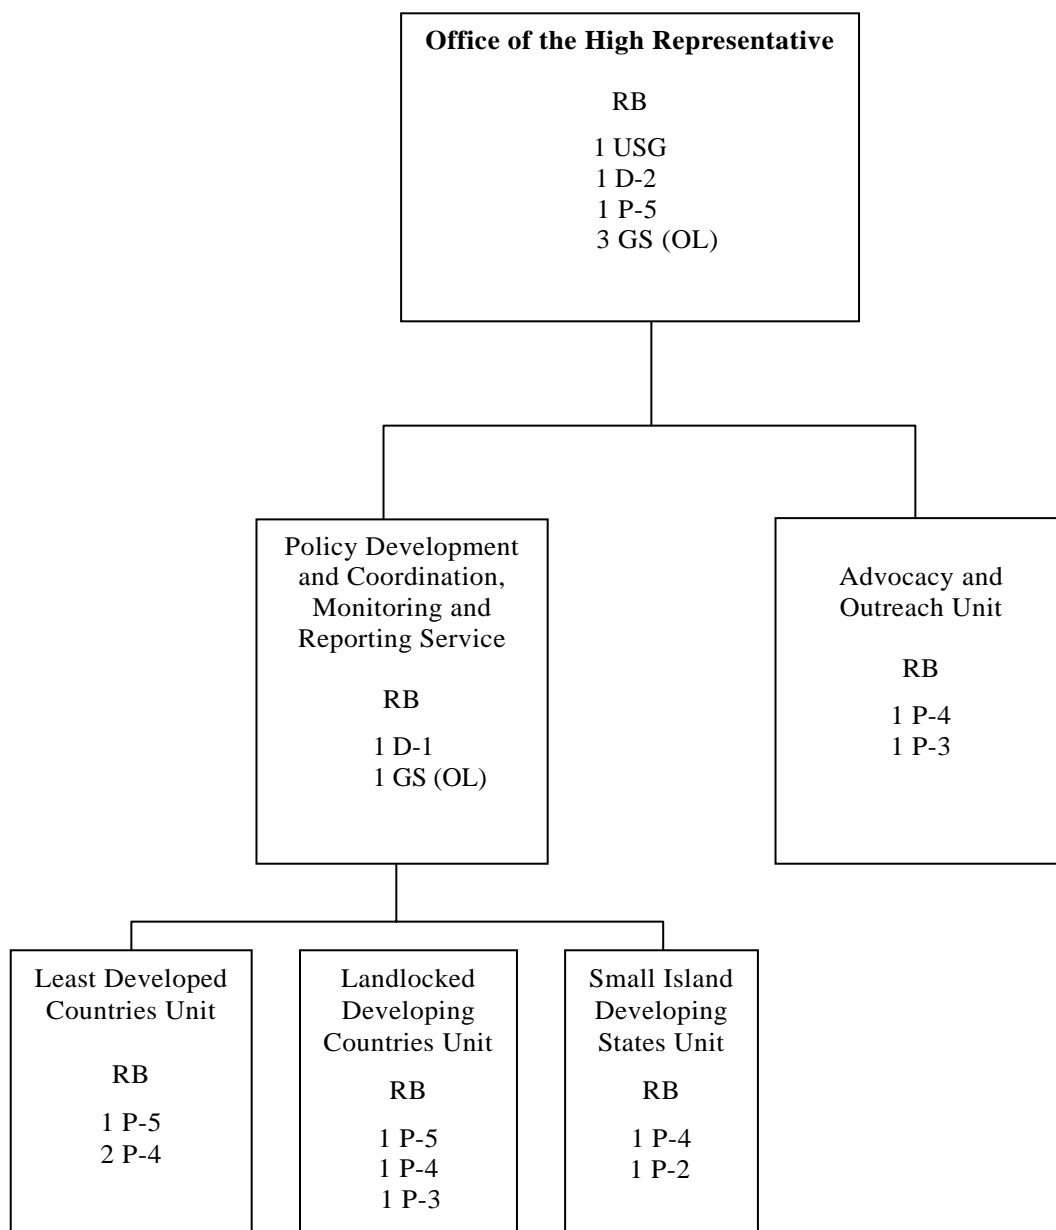 Office of the High Representative
RB
1 USG
1 D-2
1 P-5
3 GS (OL)
Policy Development
and Coordination,
Monitoring and
Reporting Service
RB
1 D-1
1 GS (OL)
Advocacy and
Outreach Unit
RB
1 P-4
1 P-3
Least Developed
Countries Unit
RB
1 P-5
2 P-4
Landlocked
Developing
Countries Unit
RB
1 P-5
1 P-4
1 P-3
Small Island
Developing
States Unit
RB
1 P-4
1 P-2